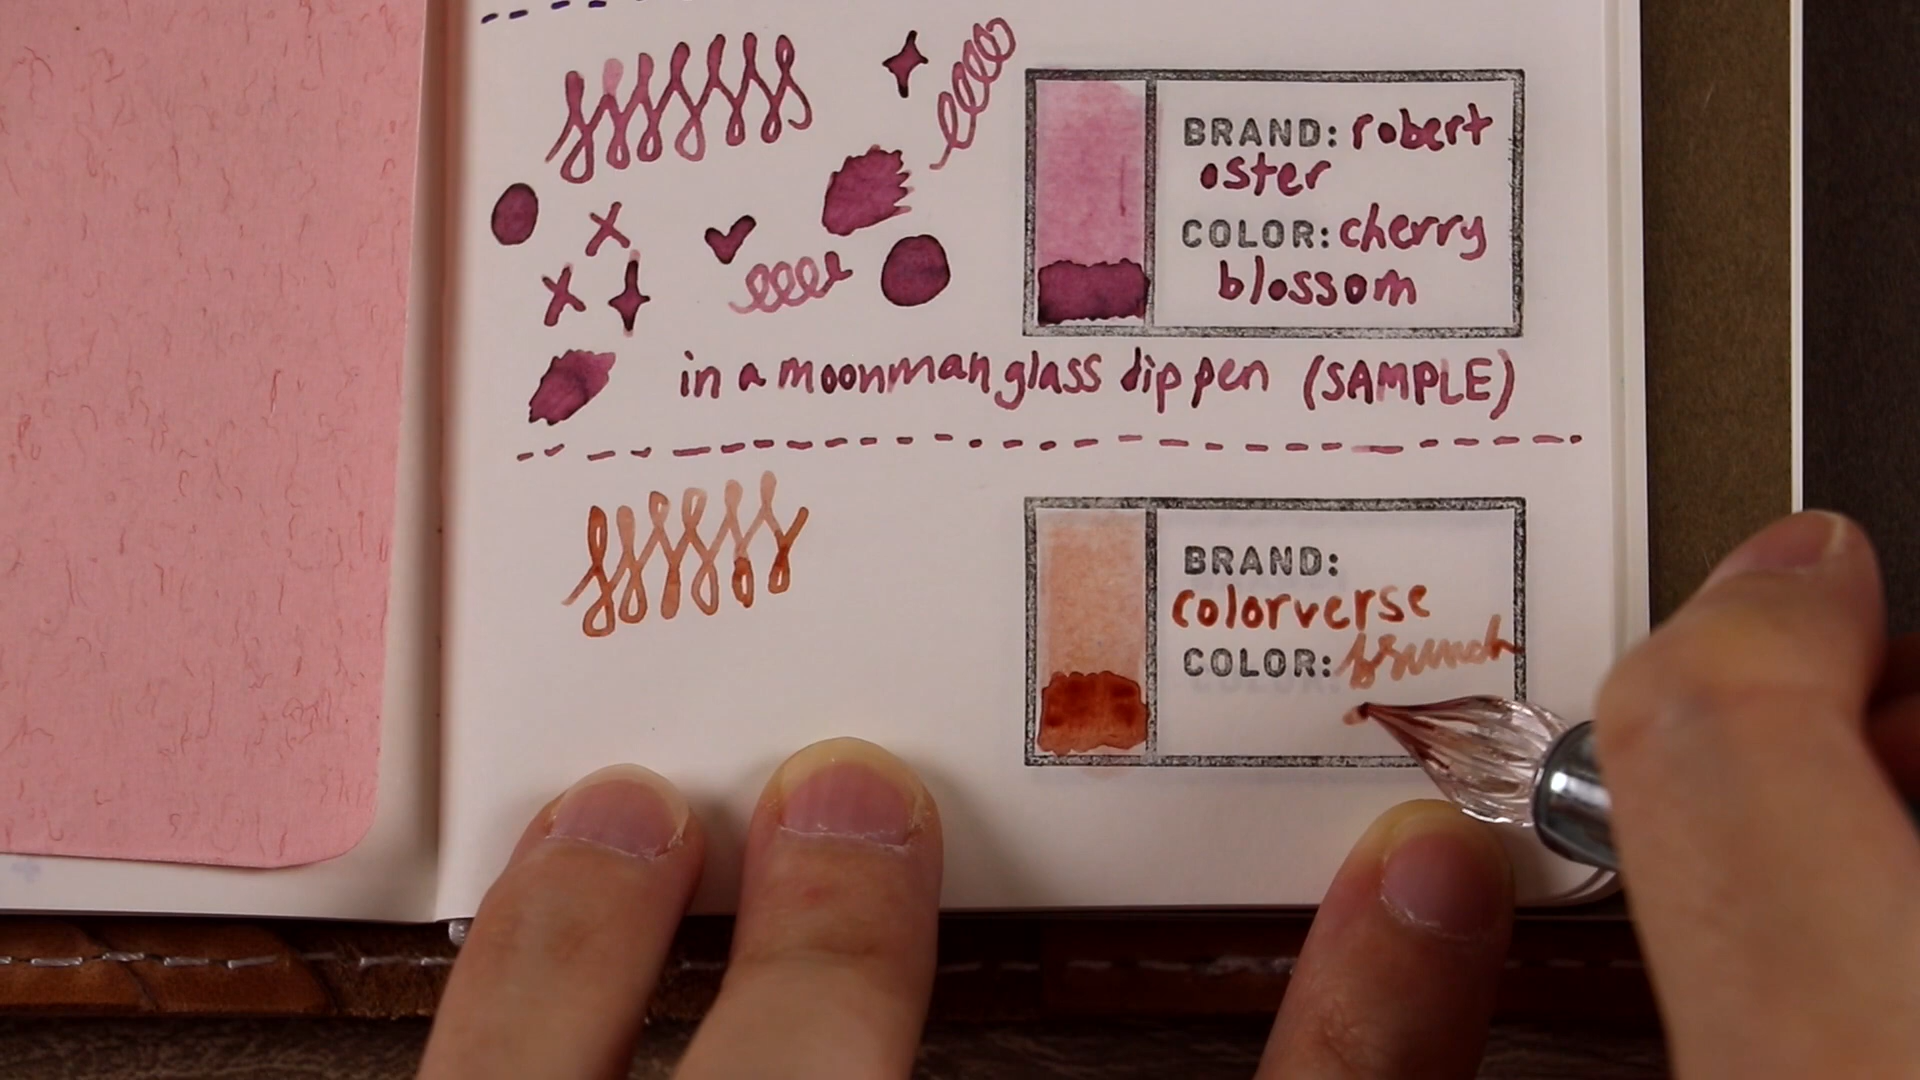 BRAND: robert
oster
COLOR: cherry
blossom
in a moonman glass dip pen (SAMPLE)
BRAND:
colorverse
COLOR: brunch